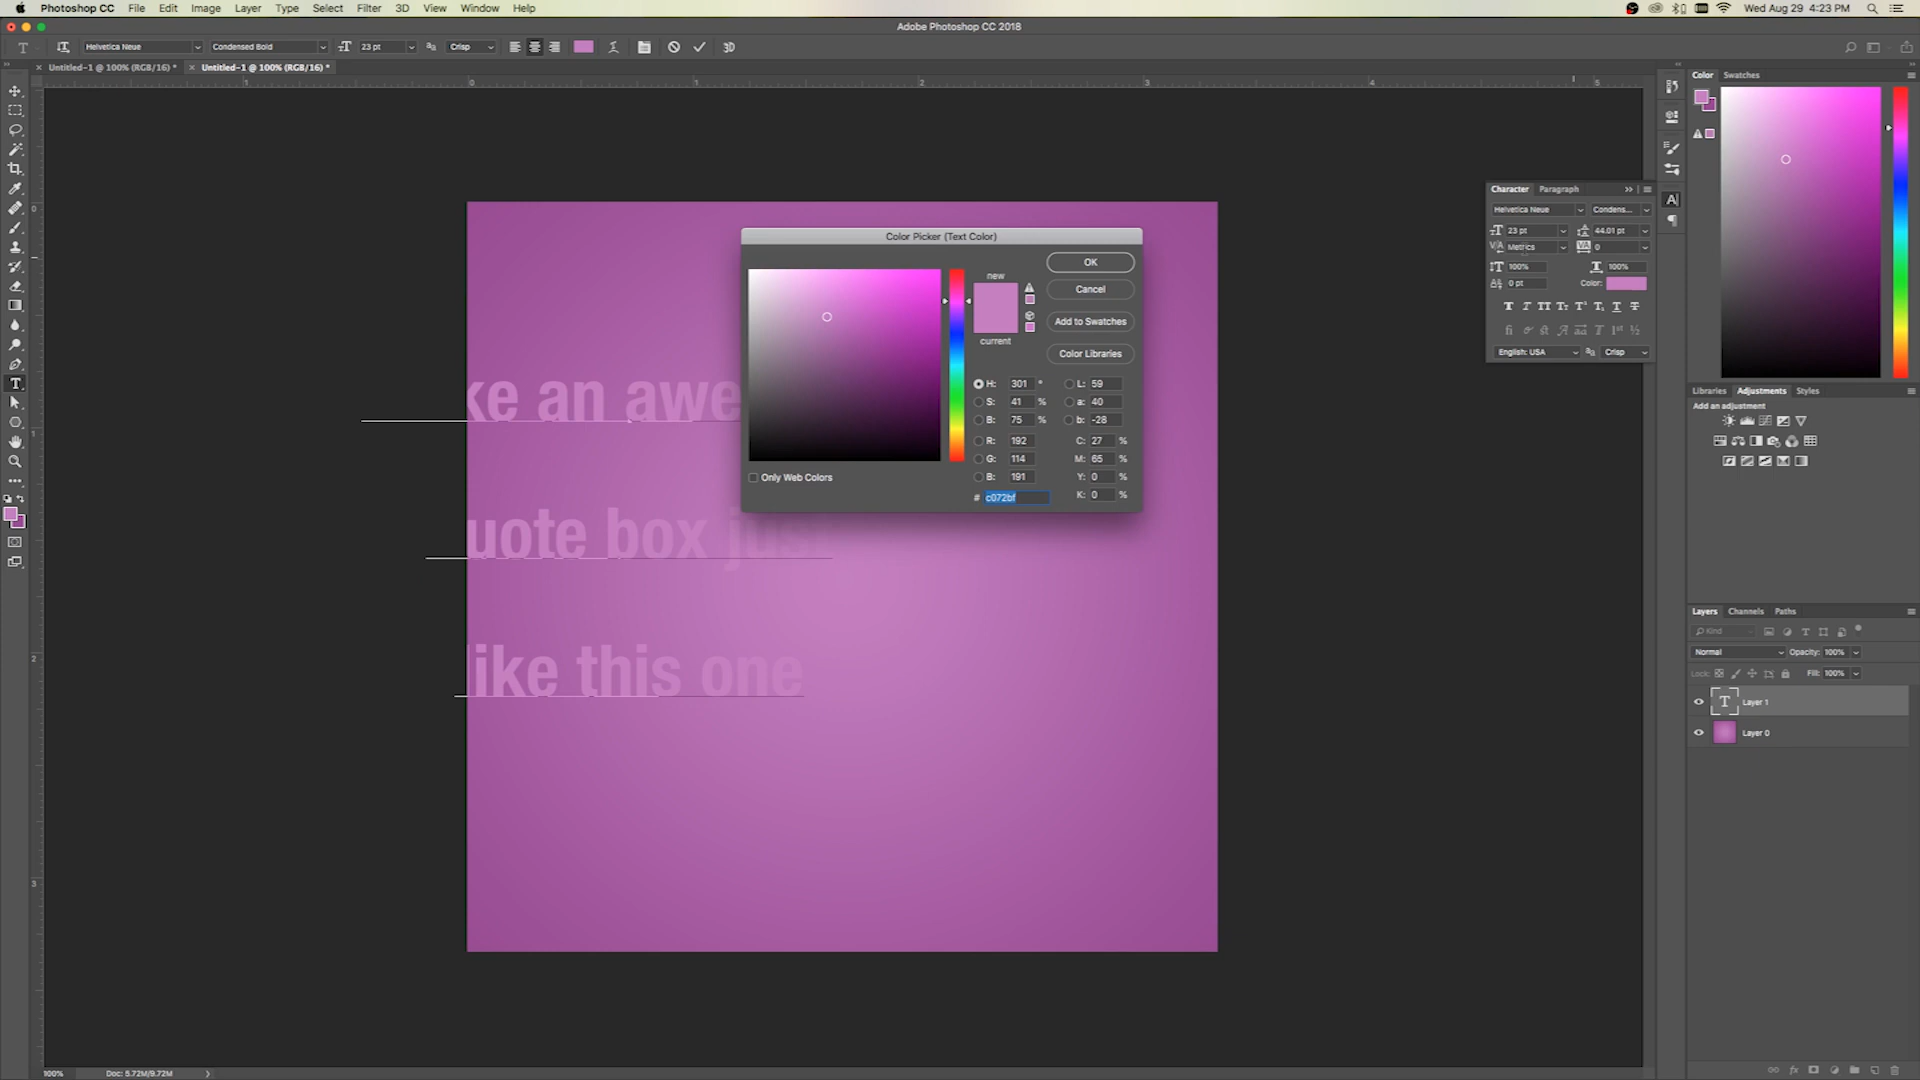 Photoshop CC File Edit Image Layer Type Select Filter 3D View Window Help Wed Aug 29 4:23 PM
Adobe Photoshop CC 2018
Helvetica Neue Condensed Bold 23 pt Crisp 3D
Untitled-1 @ 100% (RGB/16) * Untitled-1 @ 100% (RGB/16) *
Color Swatches
Character Paragraph
Helvetica Neue Condens...
23 pt 44.01 pt
Metrics 0
100% 100%
0 pt Color:
English: USA Crisp
Color Picker (Text Color)
OK
new
Cancel
Add to Swatches
current
Color Libraries
H: 301 ° L: 59
S: 41 % a: 40
B: 75 % b: -28
R: 192 C: 27 %
G: 114 M: 65 %
B: 191 Y: 0 %
# c072bf K: 0 %
Only Web Colors
ke an awe
uote box jus
like this one
Libraries Adjustments Styles
Add an adjustment
Layers Channels Paths
Kind
Normal Opacity: 100%
Lock: Fill: 100%
Layer 1
Layer 0
100% Doc: 5.72M/9.72M